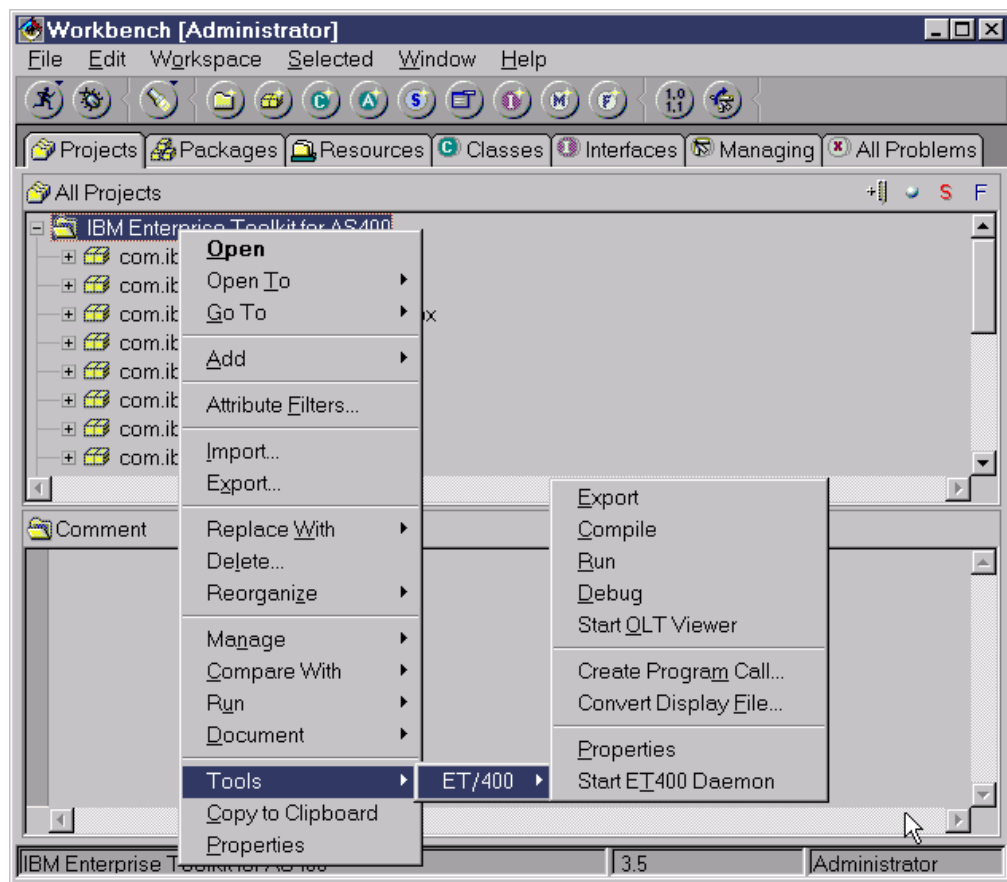 Workbench [Administrator]
File Edit Workspace Selected Window Help
C A S I M F 1.0 1.1
Projects Packages Resources Classes Interfaces Managing All Problems
All Projects S F
IBM Enterprise Toolkit for AS400
com.ib
com.ib
com.ib ox
com.ib
com.ib
com.ib
com.ib
com.ib
Open
Open To
Go To
Add
Attribute Filters...
Import...
Export...
Replace With
Delete...
Reorganize
Manage
Compare With
Run
Document
Tools
Copy to Clipboard
Properties
ET/400
Export
Compile
Run
Debug
Start OLT Viewer
Create Program Call...
Convert Display File...
Properties
Start ET400 Daemon
Comment
IBM Enterprise Toolkit for AS400 3.5 Administrator